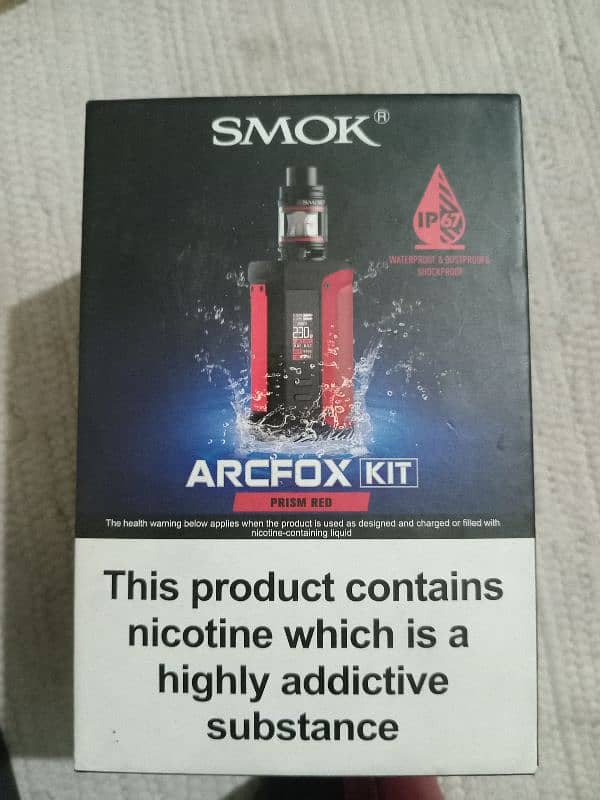 SMOK®
SMOK
IP67
WATERPROOF & DUSTPROOF &
SHOCKPROOF
230
ARCFOX KIT
PRISM RED
The health warning below applies when the product is used as designed and charged or filled with
nicotine-containing liquid
This product contains
nicotine which is a
highly addictive
substance